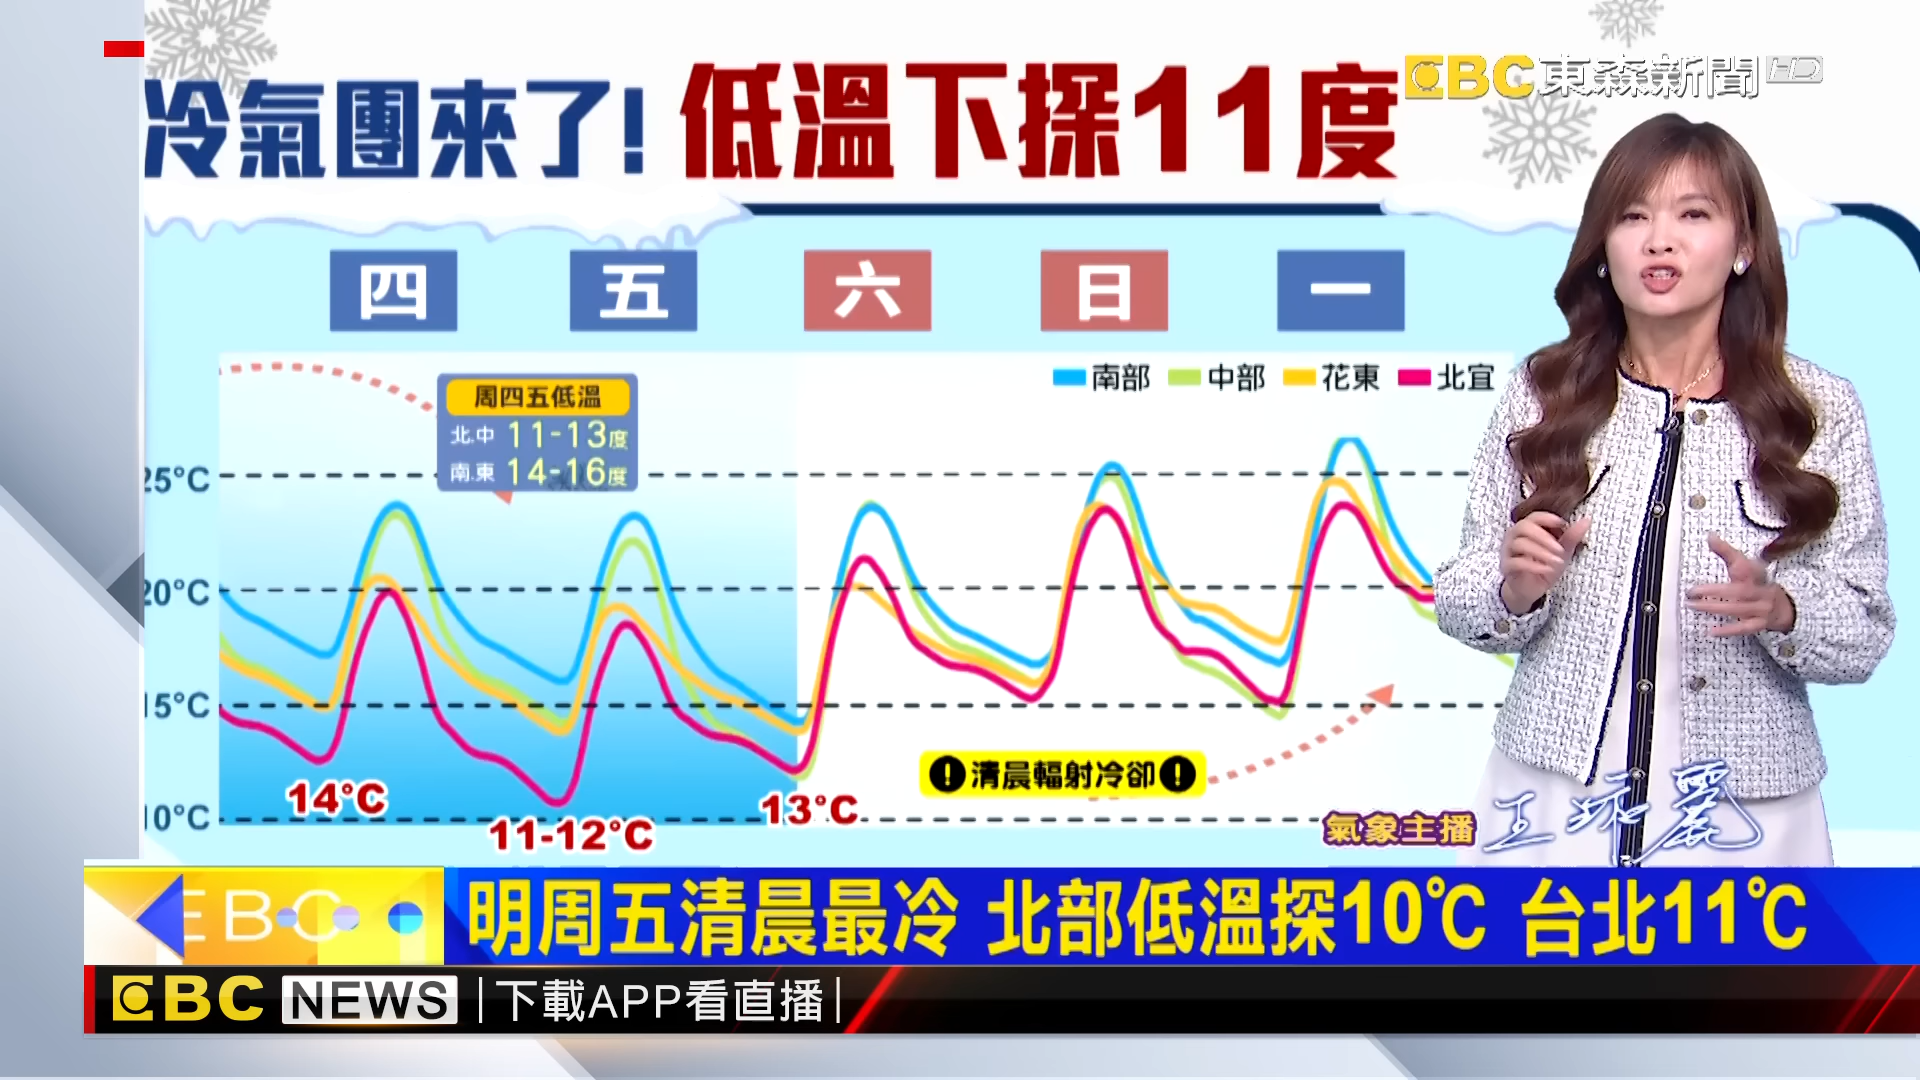 冷氣團來了! 低溫下探11度
EBC東森新聞HD
四 五 六 日 一
南部 中部 花東 北宜
周四五低溫
北.中 11-13度
南.東 14-16度
25°C
20°C
15°C
10°C
14°C
11-12°C
13°C
!清晨輻射冷卻!
氣象主播
EBC
明周五清晨最冷 北部低溫探10℃ 台北11℃
EBC NEWS |下載APP看直播|